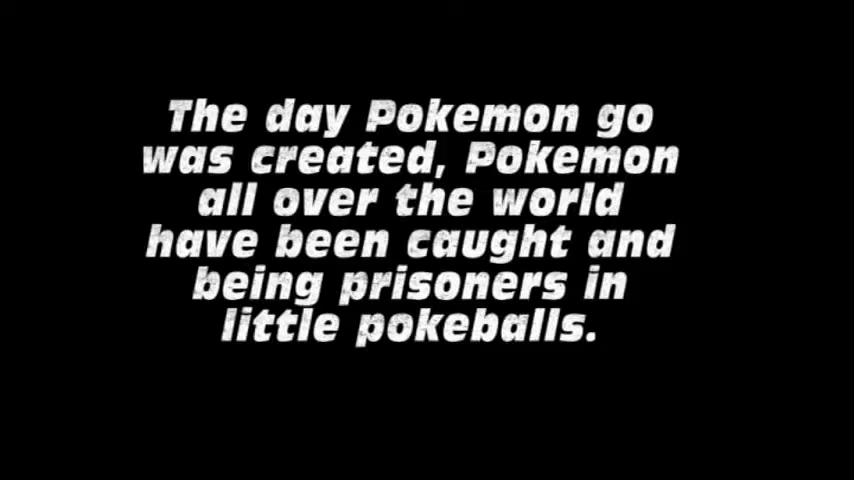 The day Pokemon go
was created, Pokemon
all over the world
have been caught and
being prisoners in
little pokeballs.